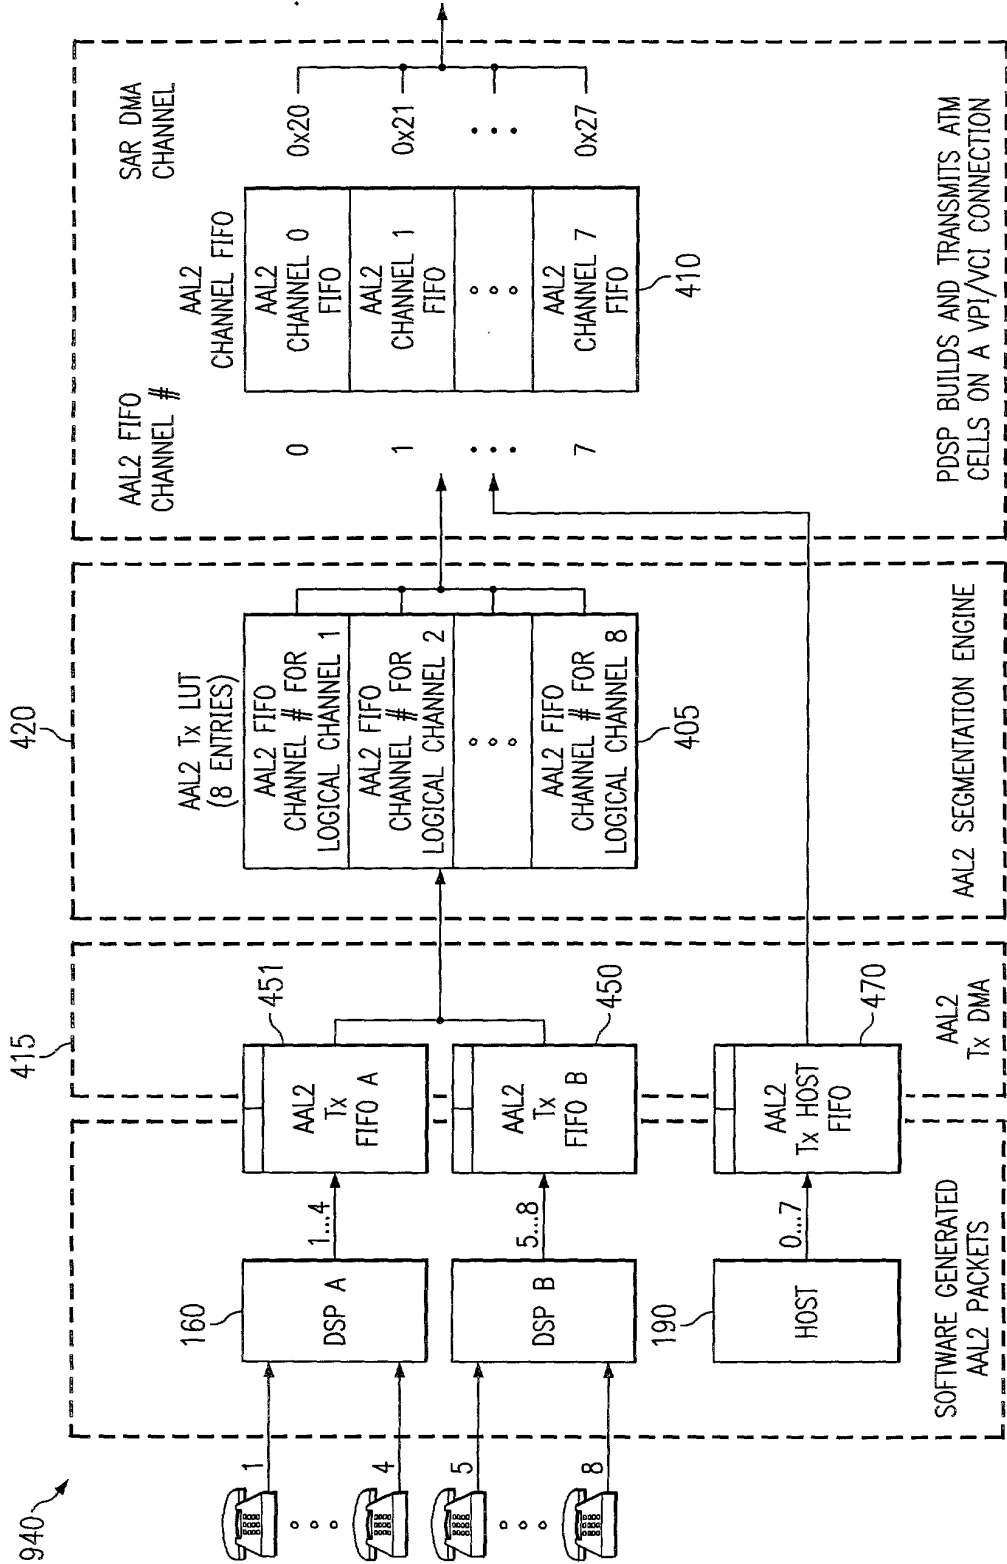 940
1
4
5
8
160
DSP A
1...4
DSP B
5...8
190
HOST
0...7
SOFTWARE GENERATED
AAL2 PACKETS
415
451
AAL2
Tx
FIFO A
450
AAL2
Tx
FIFO B
470
AAL2
Tx HOST
FIFO
AAL2
Tx DMA
420
AAL2 Tx LUT
(8 ENTRIES)
AAL2 FIFO
CHANNEL # FOR
LOGICAL CHANNEL 1
AAL2 FIFO
CHANNEL # FOR
LOGICAL CHANNEL 2
AAL2 FIFO
CHANNEL # FOR
LOGICAL CHANNEL 8
405
AAL2 SEGMENTATION ENGINE
AAL2 FIFO
CHANNEL #
0
1
7
AAL2
CHANNEL FIFO
AAL2
CHANNEL 0
FIFO
AAL2
CHANNEL 1
FIFO
AAL2
CHANNEL 7
FIFO
410
SAR DMA
CHANNEL
0x20
0x21
0x27
PDSP BUILDS AND TRANSMITS ATM
CELLS ON A VPI/VCI CONNECTION